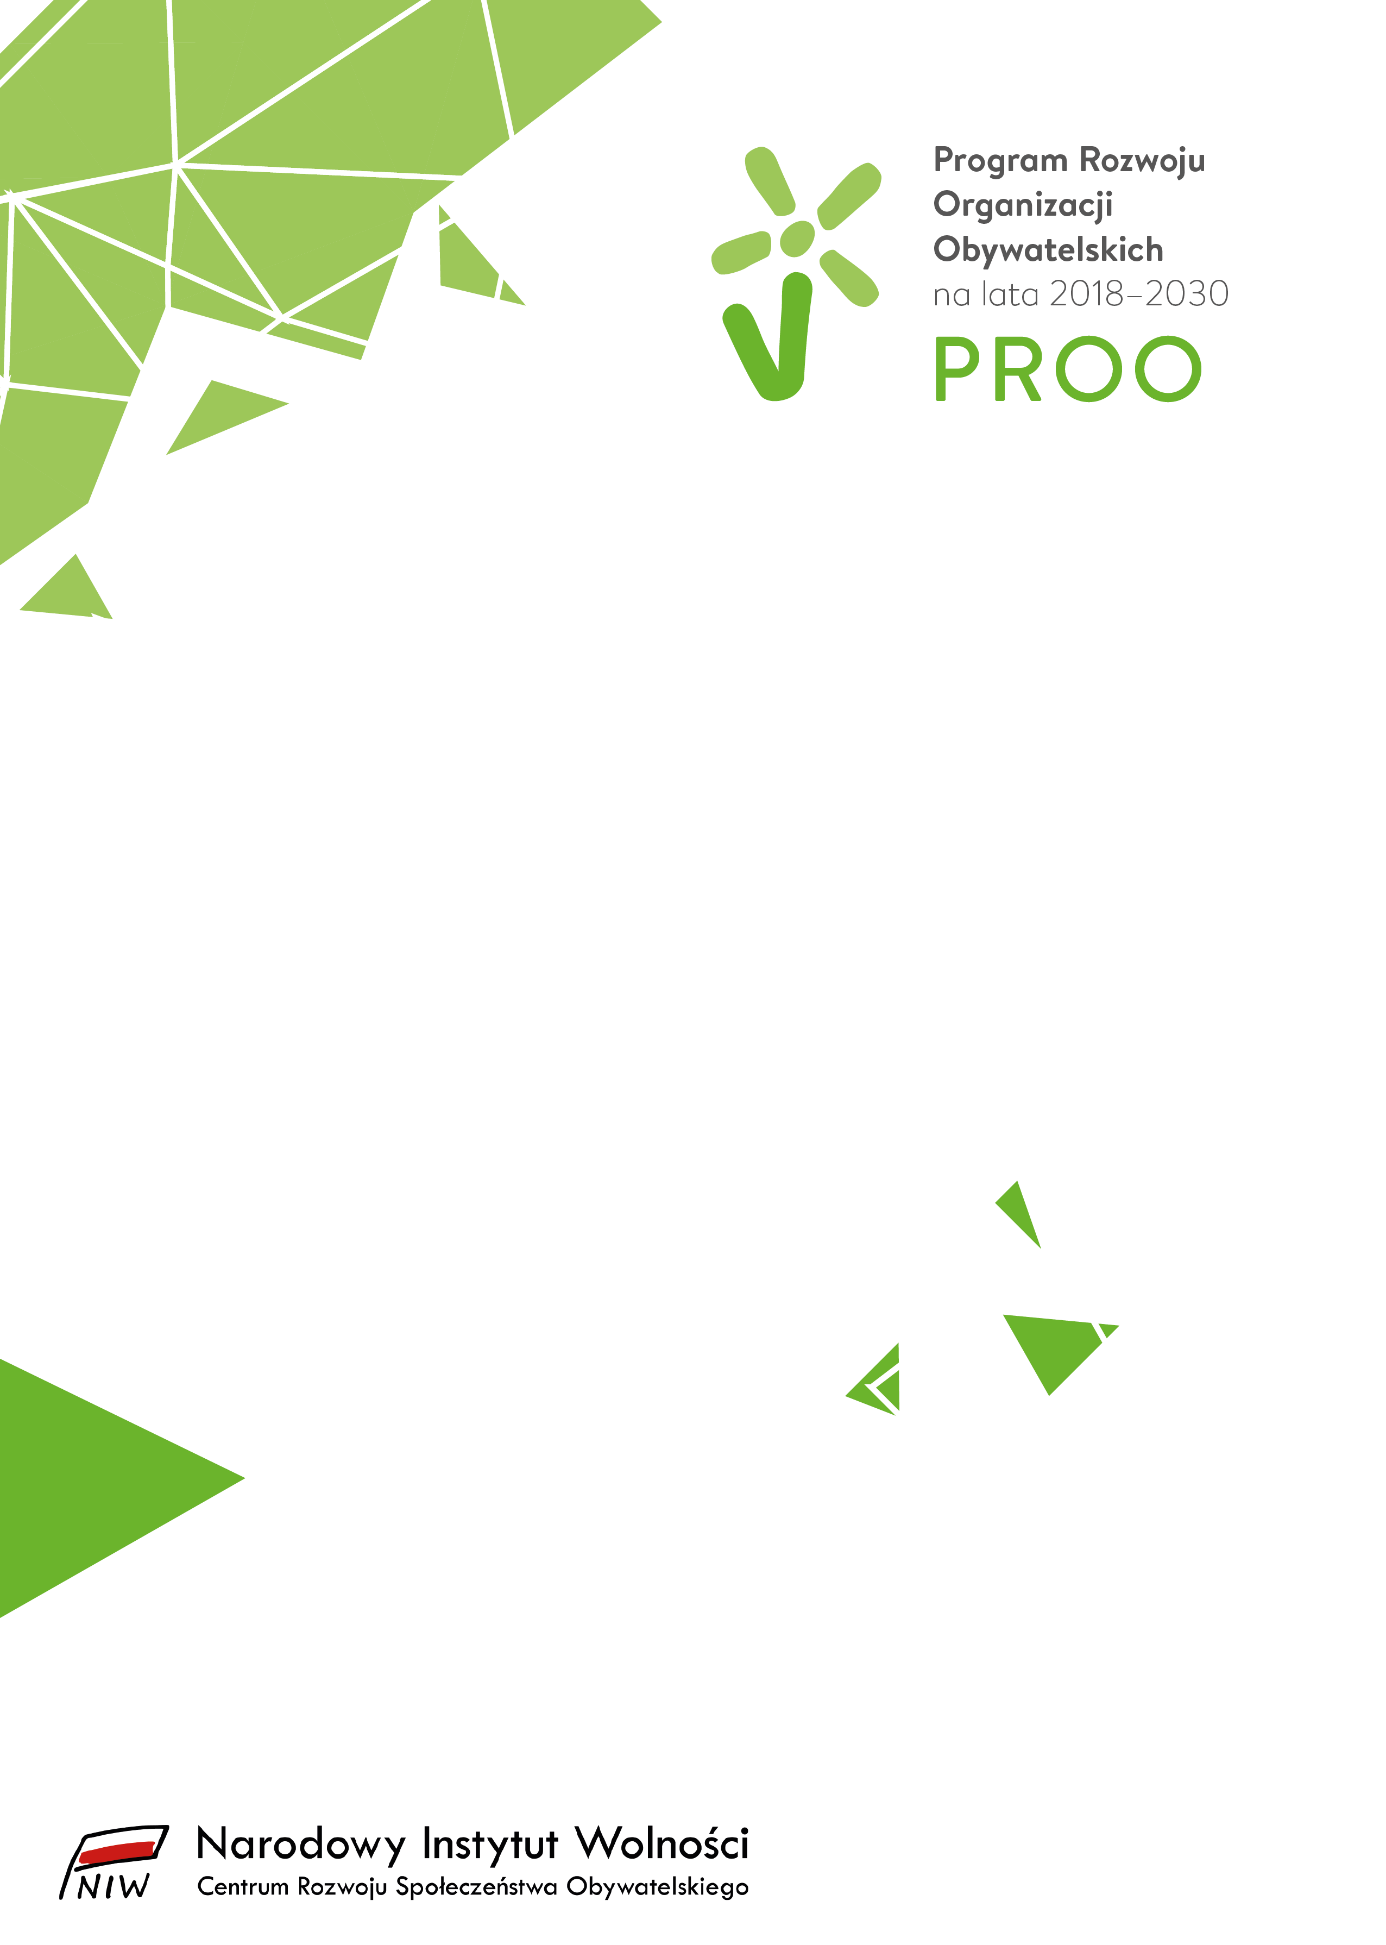 Program Rozwoju
Organizacji
Obywatelskich
na lata 2018–2030
PROO
NIW
Narodowy Instytut Wolności
Centrum Rozwoju Społeczeństwa Obywatelskiego